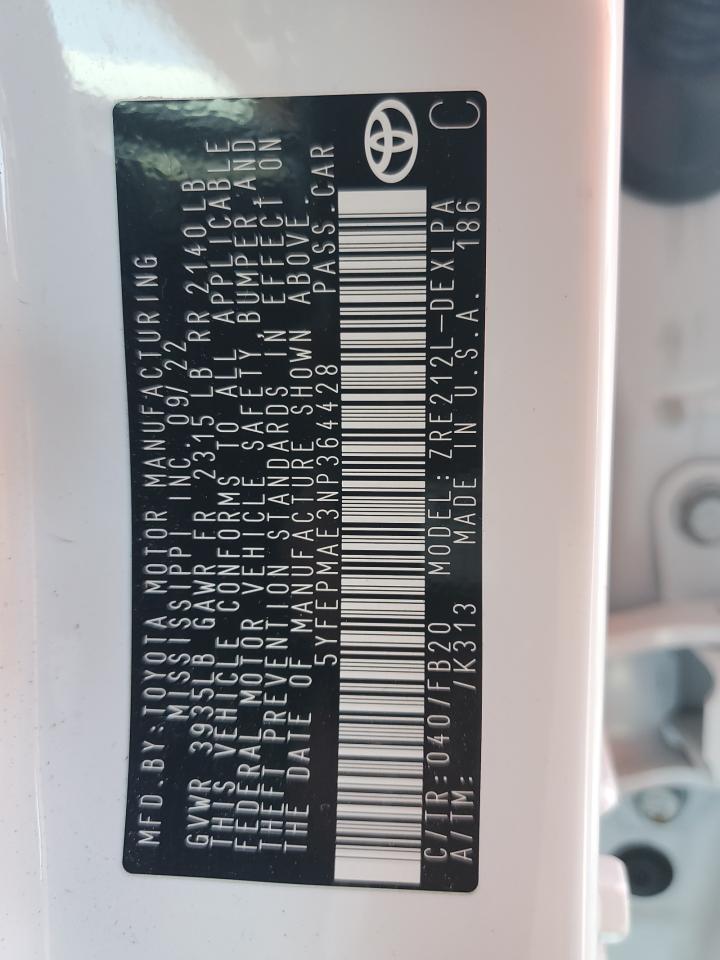 MFD.BY:TOYOTA MOTOR MANUFACTURING
MISSISSIPPI INC.09/22
GVWR 3935LB GAWR FR 2315 LB RR 2140LB
THIS VEHICLE CONFORMS TO ALL APPLICABLE
FEDERAL MOTOR VEHICLE SAFETY, BUMPER AND
THEFT PREVENTION STANDARDS IN EFFECT ON
THE DATE OF MANUFACTURE SHOWN ABOVE.
5YFEPMAE3NP364428 PASS.CAR
C/TR:040/FB20 MODEL:ZRE212L-DEXLPA
A/TM: /K313 MADE IN U.S.A. 186
C